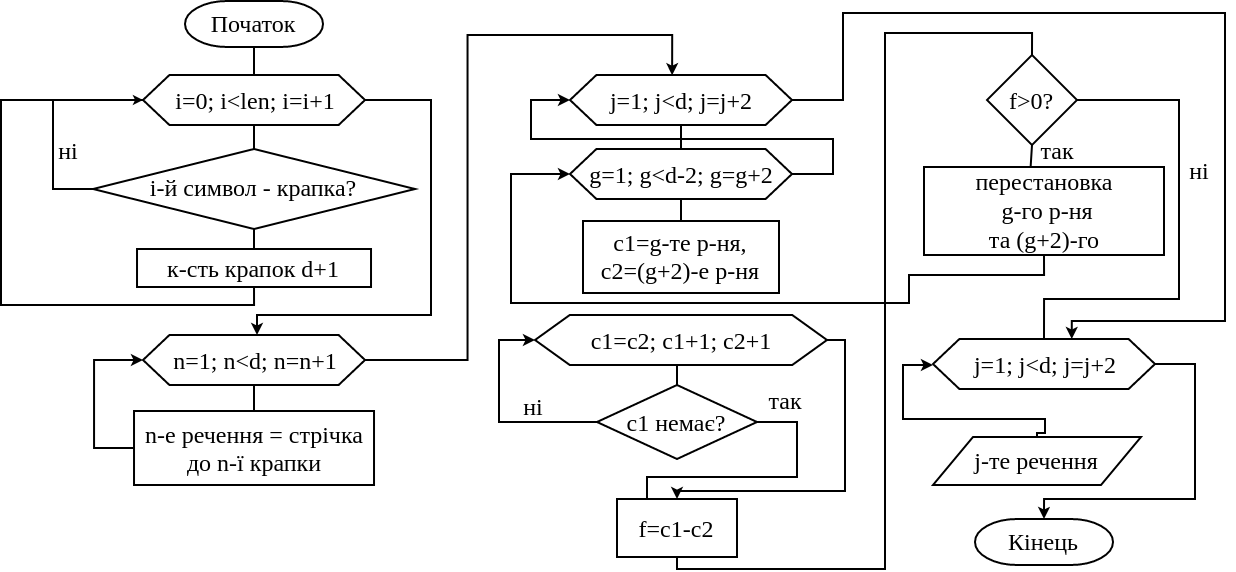 Початок
i=0; i<len; i=i+1
ні
і-й символ - крапка?
к-сть крапок d+1
n=1; n<d; n=n+1
n-е речення = стрічка
до n-ї крапки
j=1; j<d; j=j+2
g=1; g<d-2; g=g+2
c1=g-те р-ня,
c2=(g+2)-е р-ня
c1=c2; c1+1; c2+1
ні
так
c1 немає?
f=c1-c2
f>0?
так
ні
перестановка
g-го р-ня
та (g+2)-го
j=1; j<d; j=j+2
j-те речення
Кінець